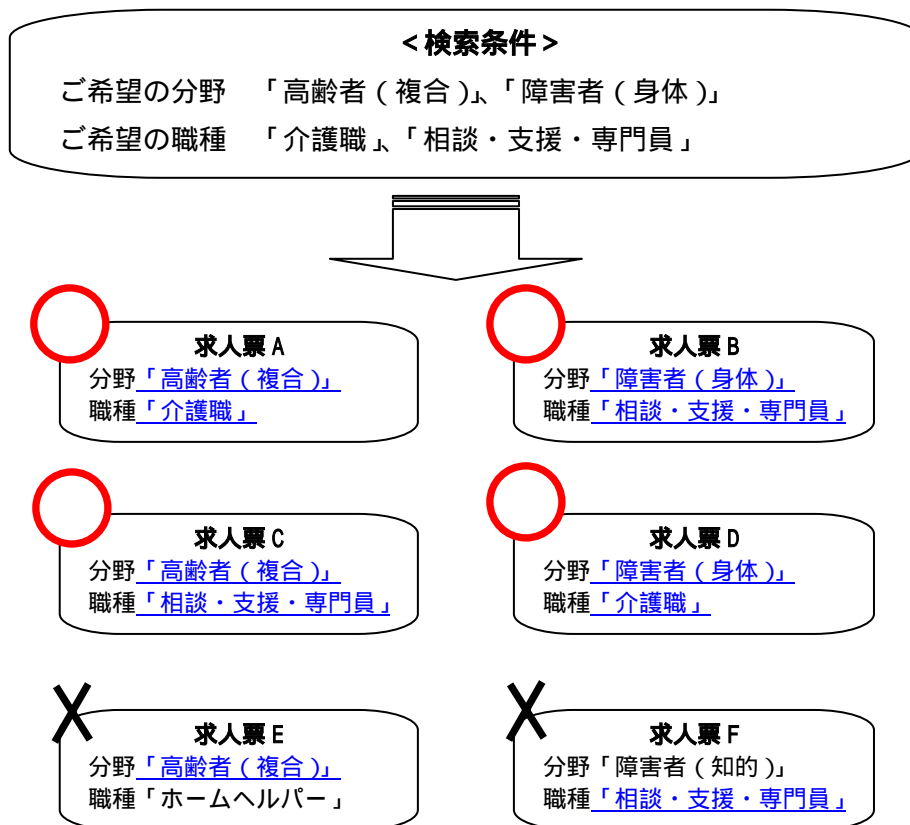 <検索条件>
ご希望の分野 「高齢者(複合)」、「障害者(身体)」
ご希望の職種 「介護職」、「相談・支援・専門員」
求人票A
分野「高齢者(複合)」
職種「介護職」
求人票B
分野「障害者(身体)」
職種「相談・支援・専門員」
求人票C
分野「高齢者(複合)」
職種「相談・支援・専門員」
求人票D
分野「障害者(身体)」
職種「介護職」
求人票E
分野「高齢者(複合)」
職種「ホームヘルパー」
求人票F
分野「障害者(知的)」
職種「相談・支援・専門員」